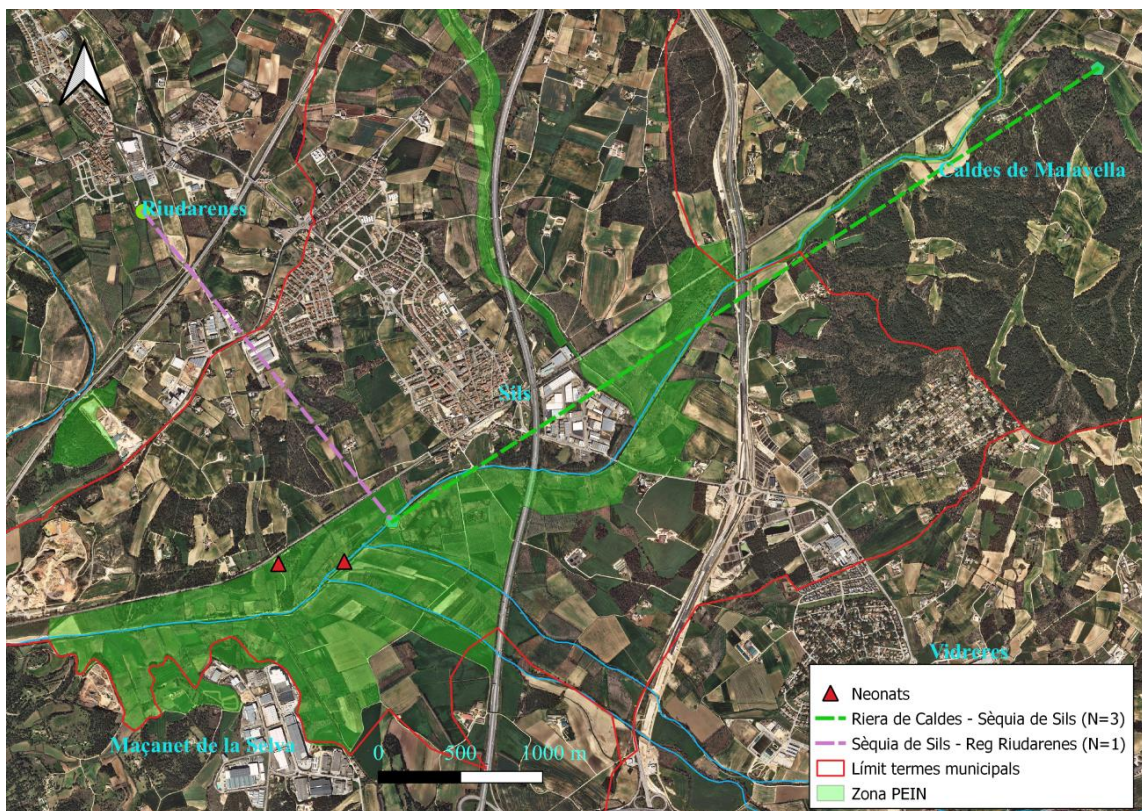 Riudarenes
Caldes de Malavella
Sils
Vidreres
Maçanet de la Selva
0 500 1000 m
Neonats
Riera de Caldes - Sèquia de Sils (N=3)
Sèquia de Sils - Reg Riudarenes (N=1)
Límit termes municipals
Zona PEIN